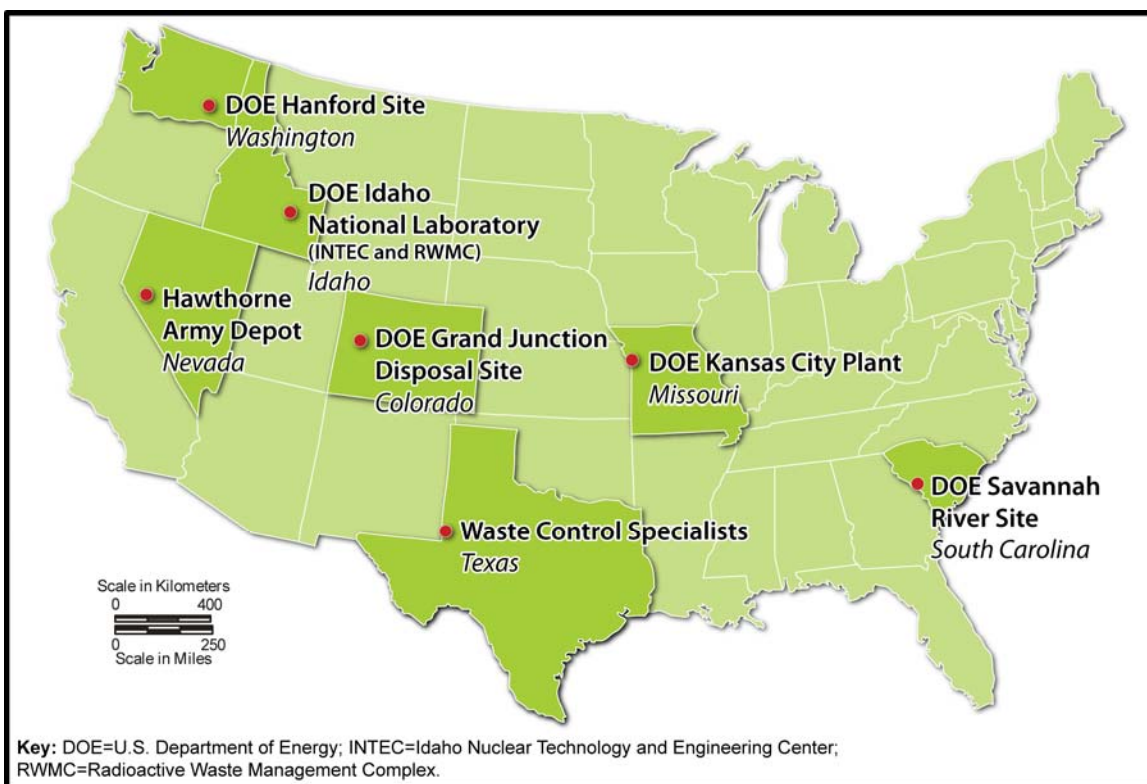 DOE Hanford Site
Washington
DOE Idaho
National Laboratory
(INTEC and RWMC)
Idaho
Hawthorne
Army Depot
Nevada
DOE Grand Junction
Disposal Site
Colorado
DOE Kansas City Plant
Missouri
DOE Savannah
River Site
South Carolina
Waste Control Specialists
Texas
Scale in Kilometers
0 400
0 250
Scale in Miles
Key: DOE=U.S. Department of Energy; INTEC=Idaho Nuclear Technology and Engineering Center;
RWMC=Radioactive Waste Management Complex.